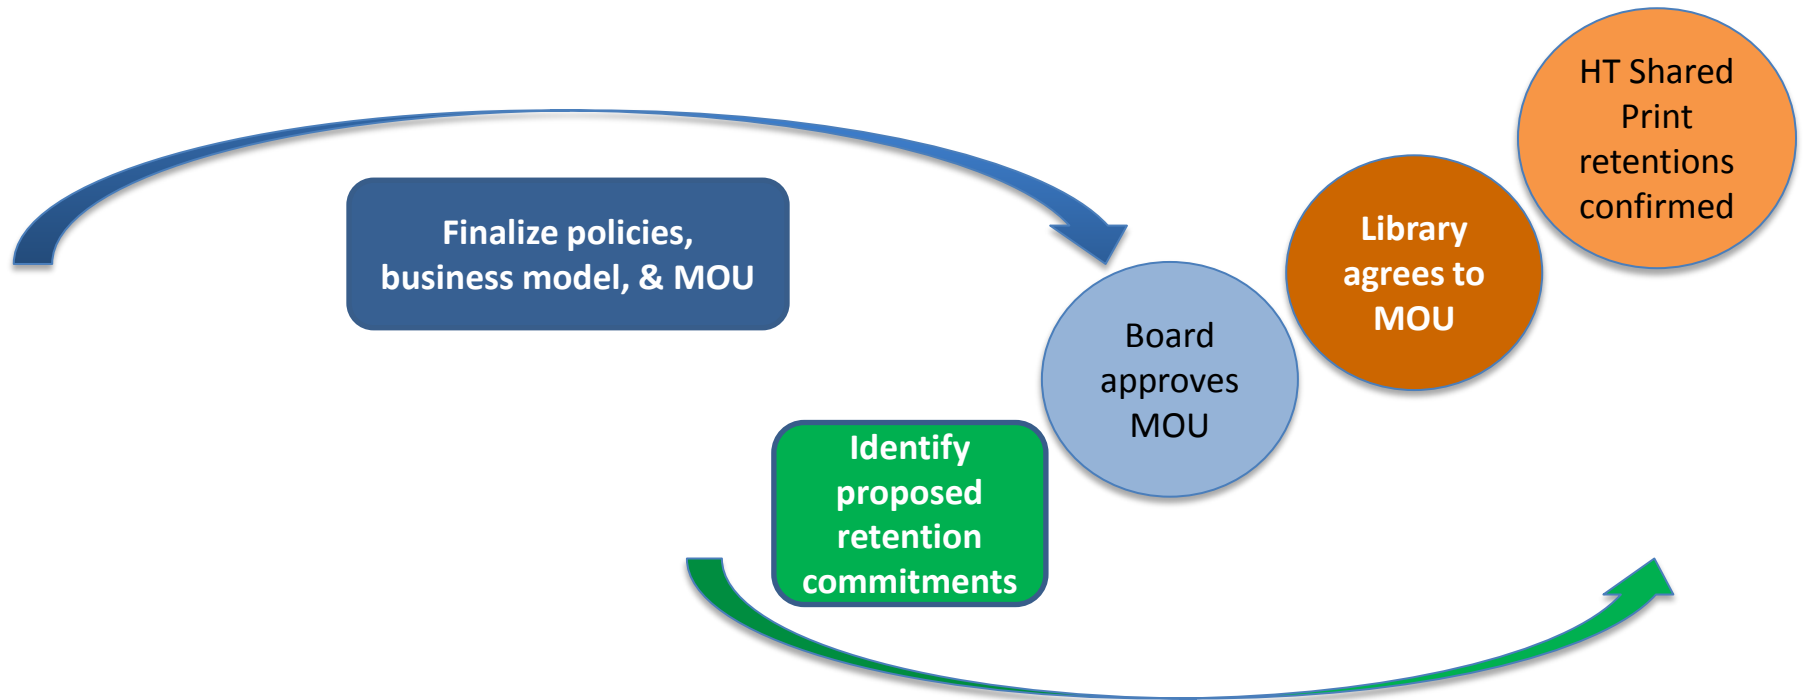 Finalize policies,
business model, & MOU
Identify
proposed
retention
commitments
Board
approves
MOU
Library
agrees to
MOU
HT Shared
Print
retentions
confirmed